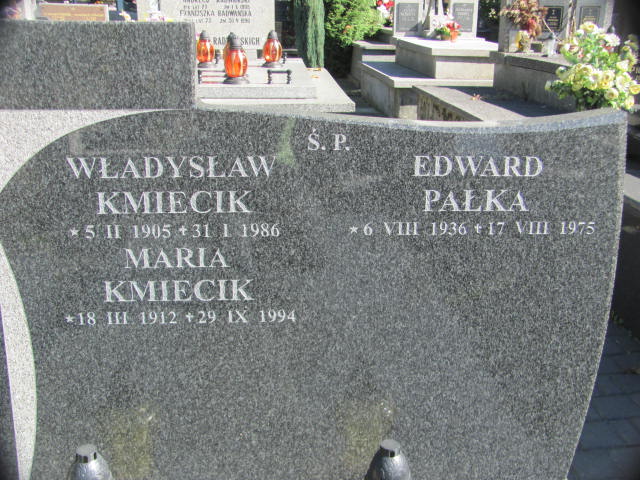 Ś. P.
WŁADYSŁAW
KMIECIK
* 5 II 1905 + 31 I 1986
MARIA
KMIECIK
* 18 III 1912 + 29 IX 1994
EDWARD
PAŁKA
* 6 VIII 1936 + 17 VIII 1975